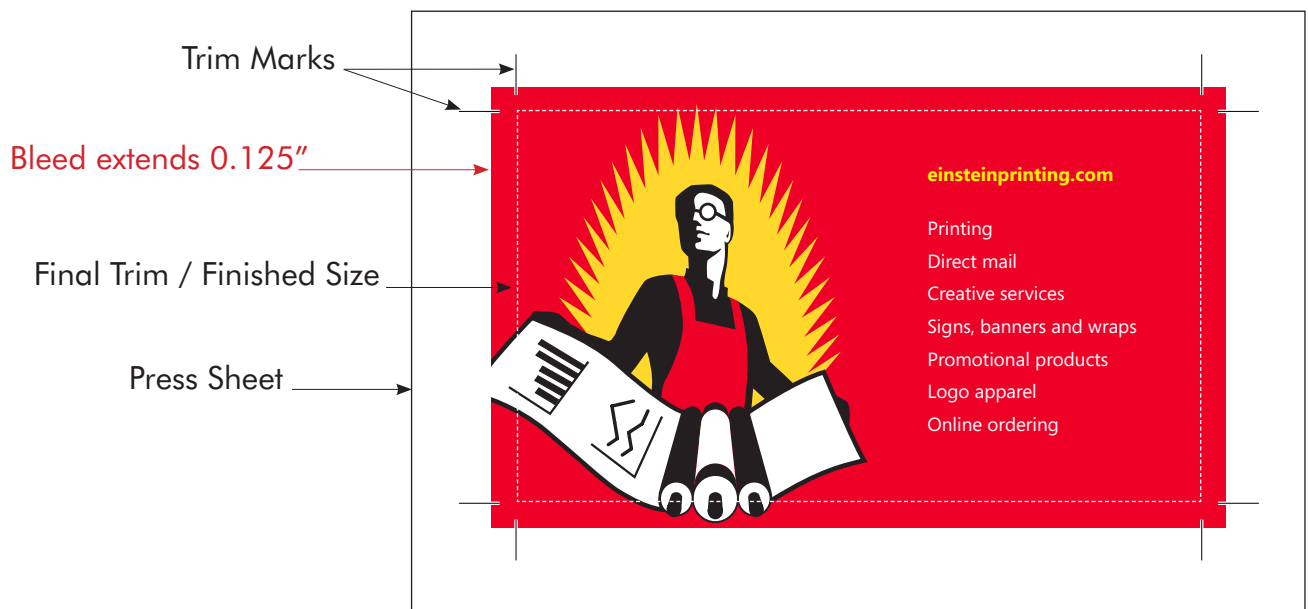 Trim Marks
Bleed extends 0.125”
Final Trim / Finished Size
Press Sheet
einsteinprinting.com
Printing
Direct mail
Creative services
Signs, banners and wraps
Promotional products
Logo apparel
Online ordering